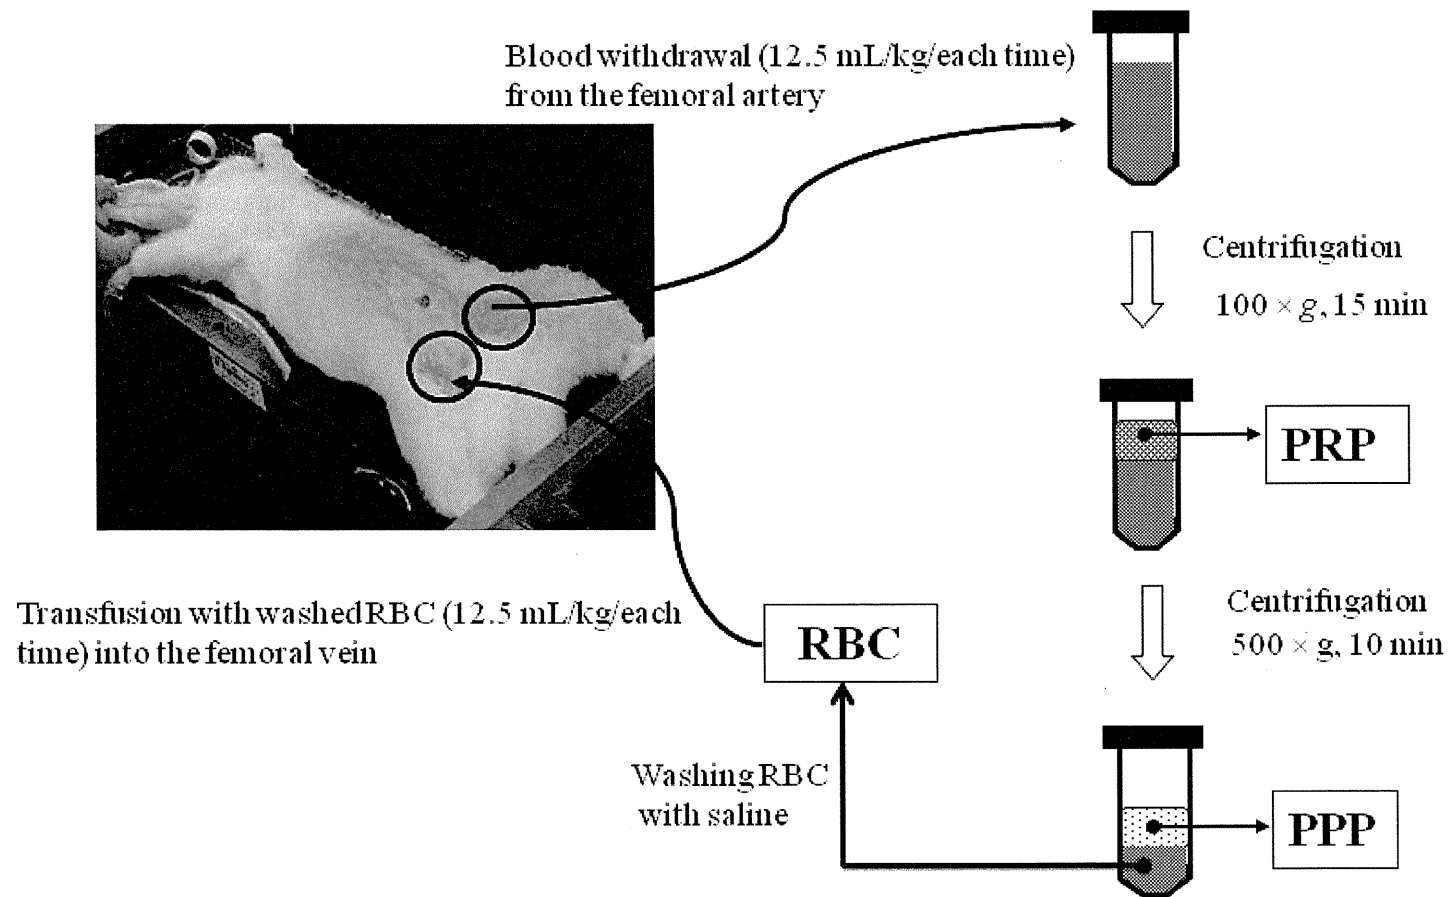 Blood withdrawal (12.5 mL/kg/each time)
from the femoral artery
Centrifugation
100 × g, 15 min
PRP
Centrifugation
500 × g, 10 min
Transfusion with washed RBC (12.5 mL/kg/each
time) into the femoral vein
RBC
Washing RBC
with saline
PPP